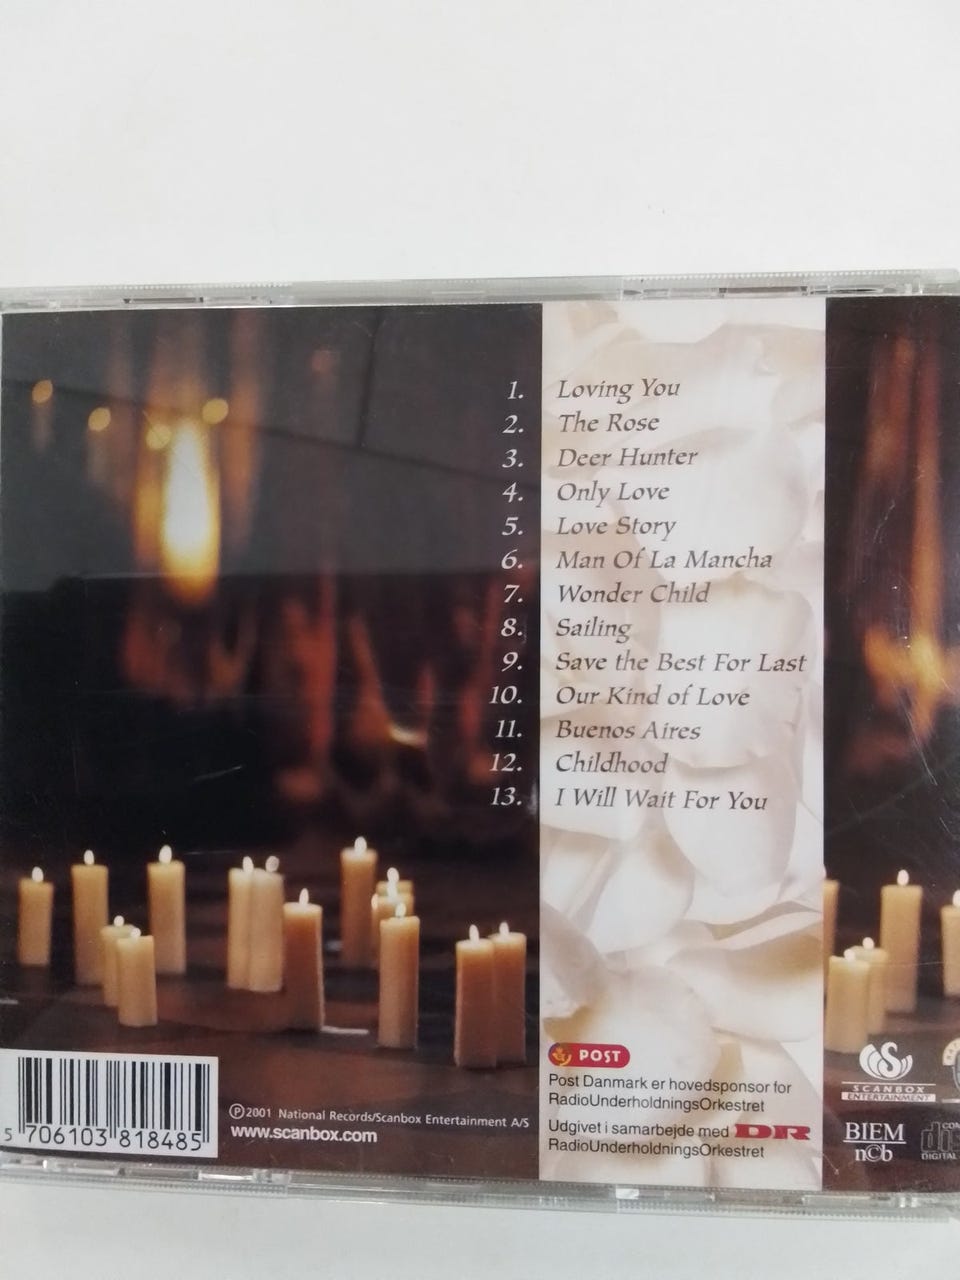 1. Loving You
2. The Rose
3. Deer Hunter
4. Only Love
5. Love Story
6. Man Of La Mancha
7. Wonder Child
8. Sailing
9. Save the Best For Last
10. Our Kind of Love
11. Buenos Aires
12. Childhood
13. I Will Wait For You
POST
Post Danmark er hovedsponsor for
RadioUnderholdningsOrkestret
Udgivet i samarbejde med DR
RadioUnderholdningsOrkestret
5 706103 818485
℗2001 National Records/Scanbox Entertainment A/S
www.scanbox.com
S
SCANBOX
ENTERTAINMENT
BIEM
n©b
DIGITAL